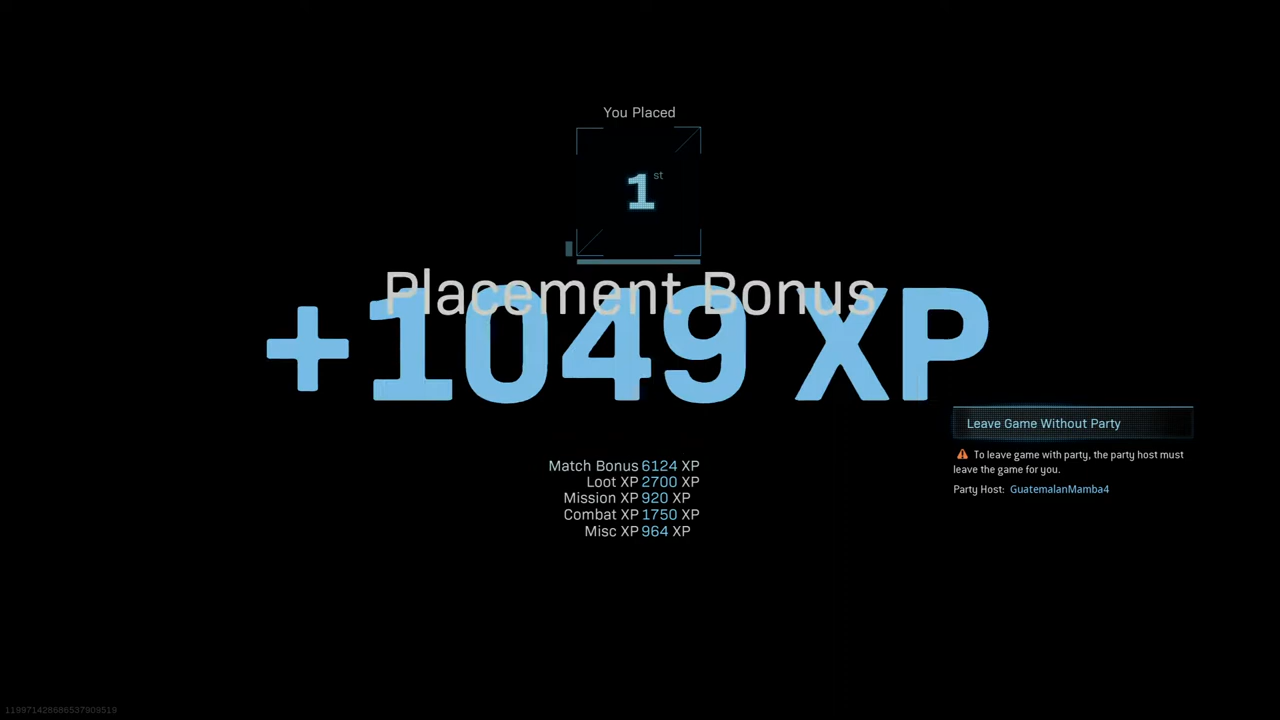 You Placed
1st
Placement Bonus
+1049 XP
Leave Game Without Party
To leave game with party, the party host must
leave the game for you.
Party Host: GuatemalanMamba4
Match Bonus 6124 XP
Loot XP 2700 XP
Mission XP 920 XP
Combat XP 1750 XP
Misc XP 964 XP
119971428686537909519